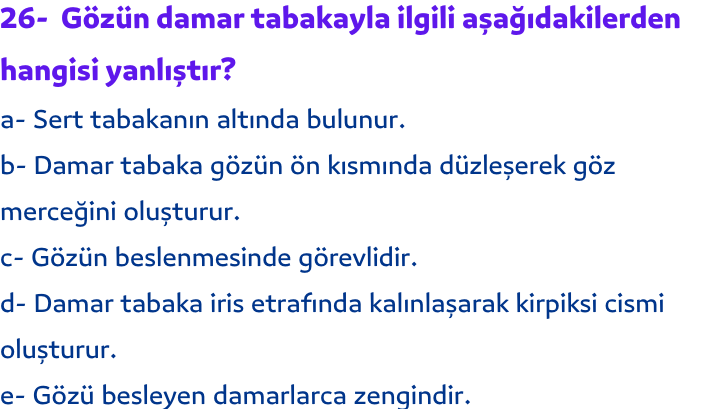 26-  Gözün damar tabakayla ilgili aşağıdakilerden
hangisi yanlıştır?
a- Sert tabakanın altında bulunur.
b- Damar tabaka gözün ön kısmında düzleşerek göz
merceğini oluşturur.
c- Gözün beslenmesinde görevlidir.
d- Damar tabaka iris etrafında kalınlaşarak kirpiksi cismi
oluşturur.
e- Gözü besleyen damarlarca zengindir.